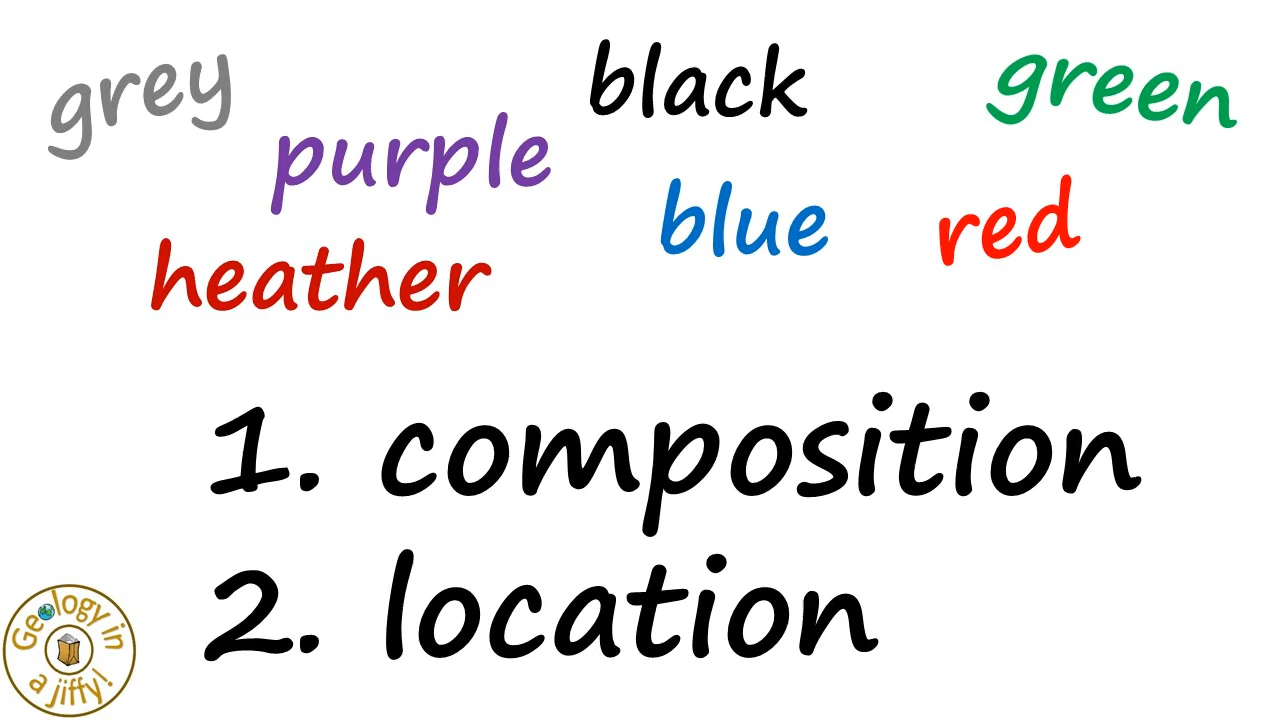 grey
purple
heather
black
blue
green
red
1. composition
2. location
Geology in
a jiffy!